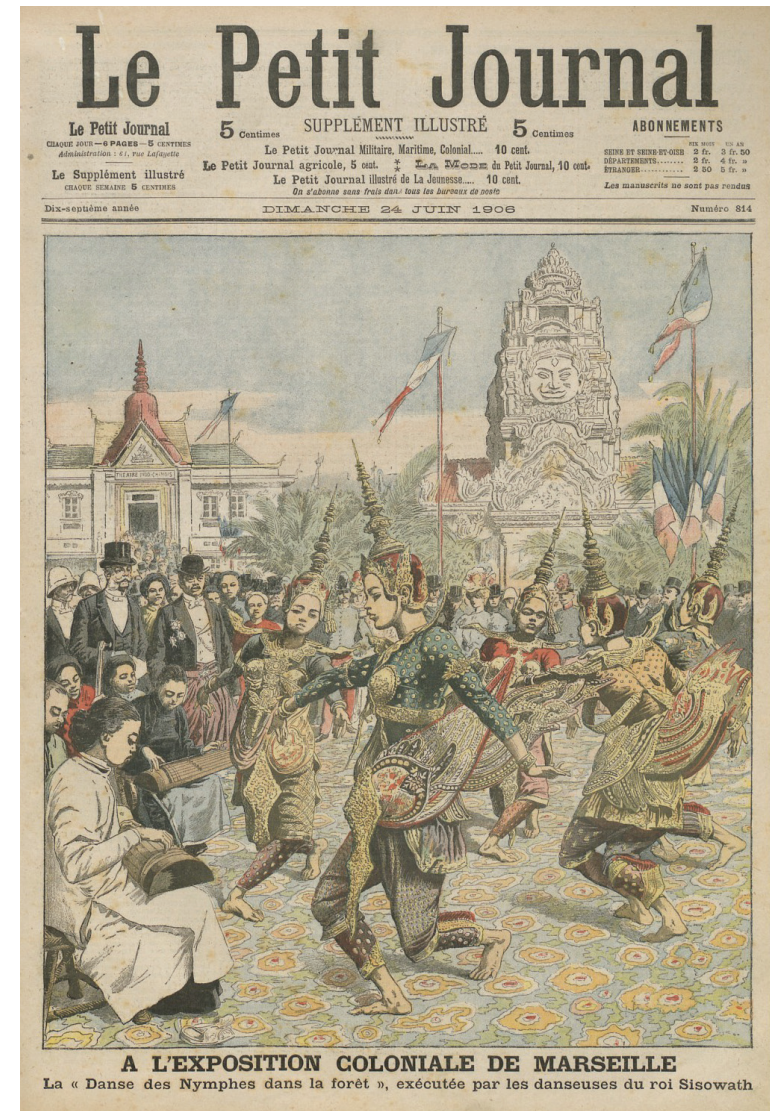 Le Petit Journal
Le Petit Journal
CHAQUE JOUR — 6 PAGES — 5 CENTIMES
Administration : 61, rue Lafayette
Le Supplément illustré
CHAQUE SEMAINE 5 CENTIMES
5 Centimes SUPPLÉMENT ILLUSTRÉ 5 Centimes
Le Petit Journal Militaire, Maritime, Colonial..... 10 cent.
Le Petit Journal agricole, 5 cent. LA MODE du Petit Journal, 10 cent.
Le Petit Journal illustré de La Jeunesse..... 10 cent.
On s'abonne sans frais dans tous les bureaux de poste
ABONNEMENTS
SIX MOIS UN AN
SEINE ET SEINE-ET-OISE 2 fr. 3 fr. 50
DÉPARTEMENTS....... 2 fr. 4 fr. »
ÉTRANGER........... 2 50 5 fr. »
Les manuscrits ne sont pas rendus
Dix-septième année DIMANCHE 24 JUIN 1906 Numéro 814
A L'EXPOSITION COLONIALE DE MARSEILLE
La « Danse des Nymphes dans la forêt », exécutée par les danseuses du roi Sisowath